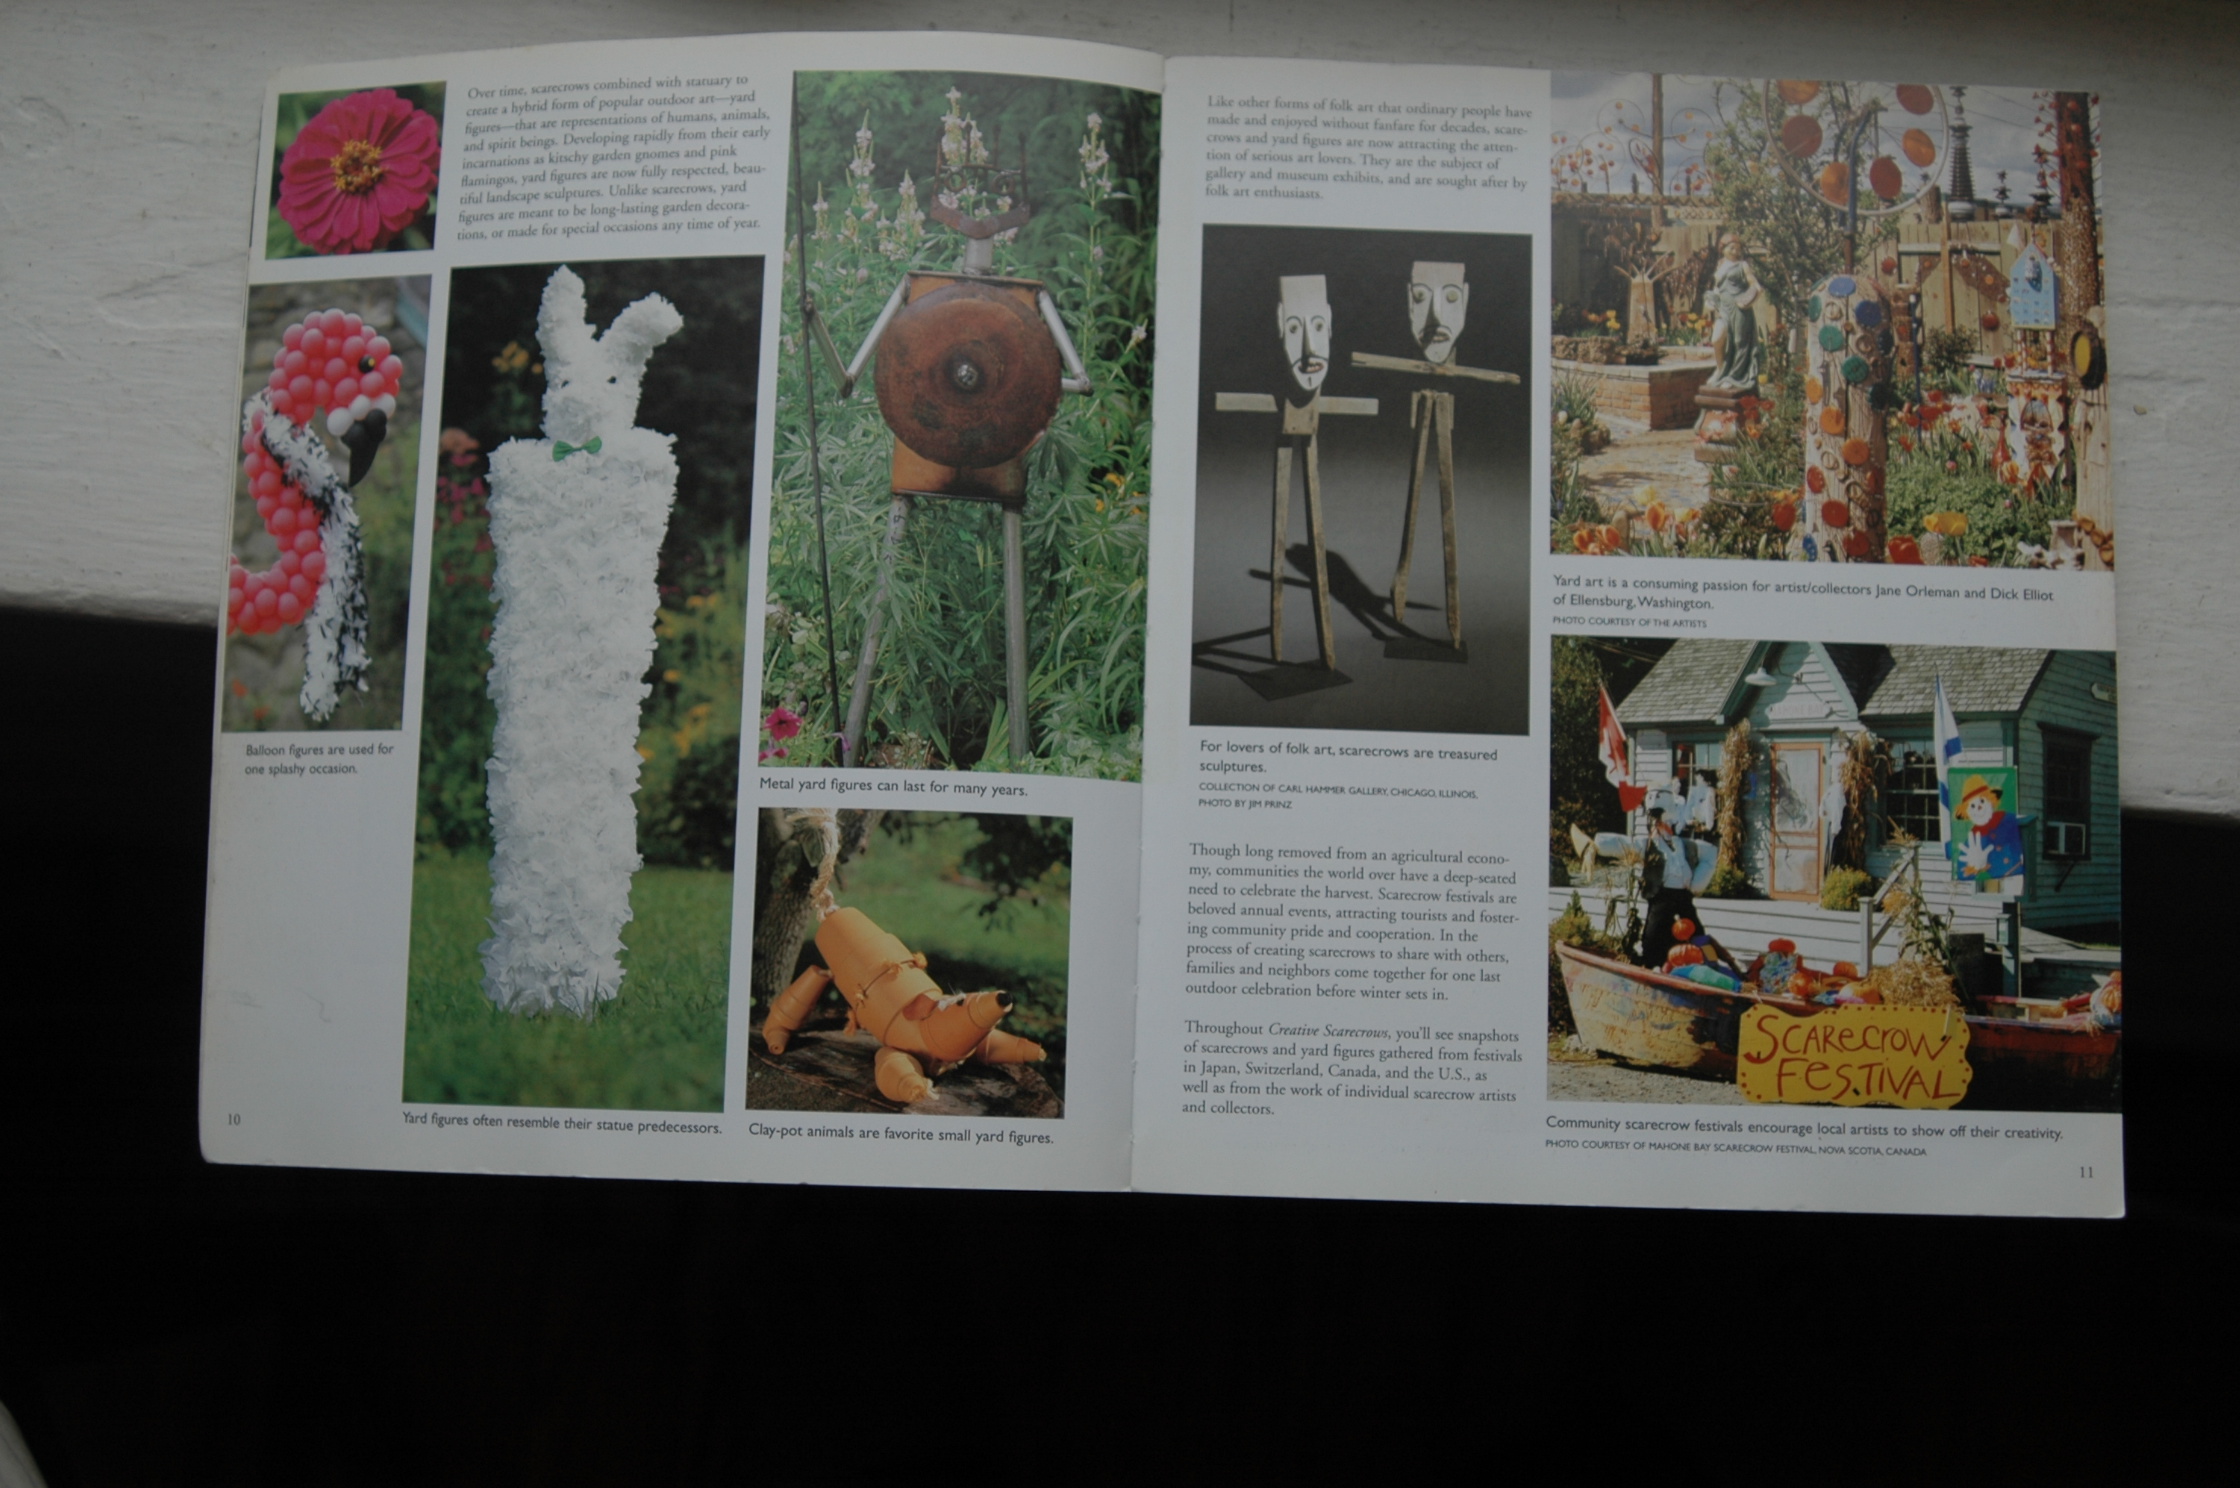 Over time, scarecrows combined with statuary to
create a hybrid form of popular outdoor art—yard
figures—that are representations of humans, animals,
and spirit beings. Developing rapidly from their early
incarnations as kitschy garden gnomes and pink
flamingos, yard figures are now fully respected, beau-
tiful landscape sculptures. Unlike scarecrows, yard
figures are meant to be long-lasting garden decora-
tions, or made for special occasions any time of year.
Balloon figures are used for
one splashy occasion.
Yard figures often resemble their statue predecessors.
Metal yard figures can last for many years.
Clay-pot animals are favorite small yard figures.
10
Like other forms of folk art that ordinary people have
made and enjoyed without fanfare for decades, scare-
crows and yard figures are now attracting the atten-
tion of serious art lovers. They are the subject of
gallery and museum exhibits, and are sought after by
folk art enthusiasts.
For lovers of folk art, scarecrows are treasured
sculptures.
COLLECTION OF CARL HAMMER GALLERY, CHICAGO, ILLINOIS.
PHOTO BY JIM PRINZ
Though long removed from an agricultural econo-
my, communities the world over have a deep-seated
need to celebrate the harvest. Scarecrow festivals are
beloved annual events, attracting tourists and foster-
ing community pride and cooperation. In the
process of creating scarecrows to share with others,
families and neighbors come together for one last
outdoor celebration before winter sets in.
Throughout Creative Scarecrows, you'll see snapshots
of scarecrows and yard figures gathered from festivals
in Japan, Switzerland, Canada, and the U.S., as
well as from the work of individual scarecrow artists
and collectors.
Yard art is a consuming passion for artist/collectors Jane Orleman and Dick Elliot
of Ellensburg, Washington.
PHOTO COURTESY OF THE ARTISTS
SCARECROW
FESTIVAL
Community scarecrow festivals encourage local artists to show off their creativity.
PHOTO COURTESY OF MAHONE BAY SCARECROW FESTIVAL, NOVA SCOTIA, CANADA
11